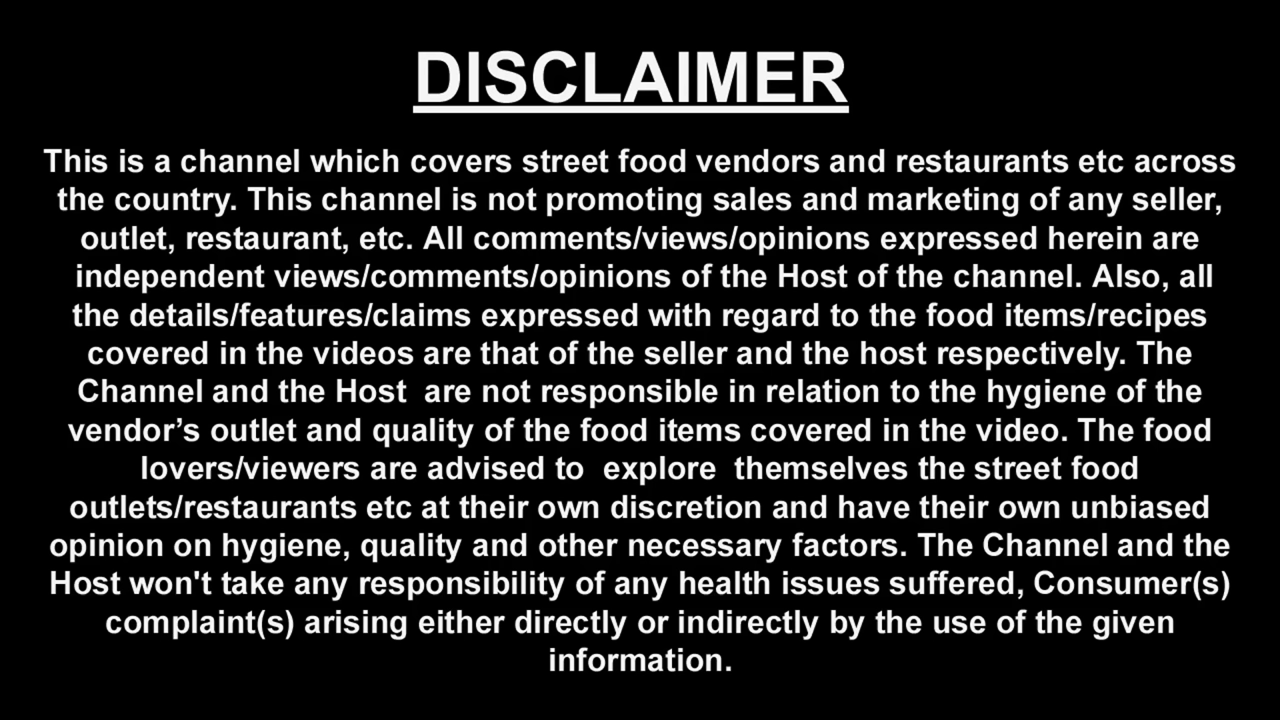 DISCLAIMER
This is a channel which covers street food vendors and restaurants etc across
the country. This channel is not promoting sales and marketing of any seller,
outlet, restaurant, etc. All comments/views/opinions expressed herein are
independent views/comments/opinions of the Host of the channel. Also, all
the details/features/claims expressed with regard to the food items/recipes
covered in the videos are that of the seller and the host respectively. The
Channel and the Host  are not responsible in relation to the hygiene of the
vendor’s outlet and quality of the food items covered in the video. The food
lovers/viewers are advised to  explore  themselves the street food
outlets/restaurants etc at their own discretion and have their own unbiased
opinion on hygiene, quality and other necessary factors. The Channel and the
Host won't take any responsibility of any health issues suffered, Consumer(s)
complaint(s) arising either directly or indirectly by the use of the given
information.